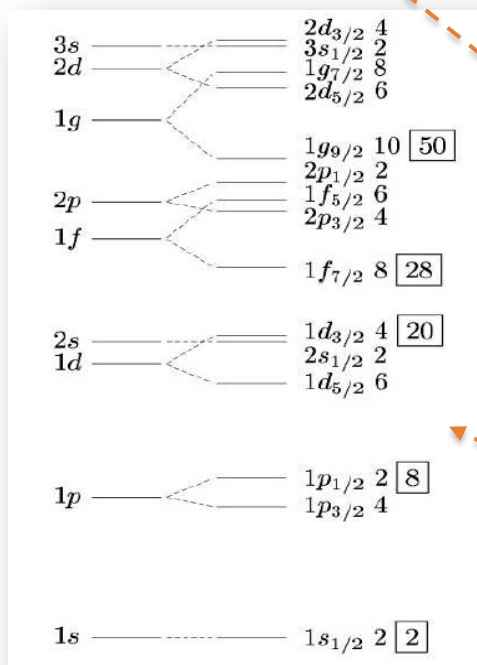 3s
2d
1g
2p
1f
2s
1d
1p
1s
2d3/2 4
3s1/2 2
1g7/2 8
2d5/2 6
1g9/2 10 50
2p1/2 2
1f5/2 6
2p3/2 4
1f7/2 8 28
1d3/2 4 20
2s1/2 2
1d5/2 6
1p1/2 2 8
1p3/2 4
1s1/2 2 2